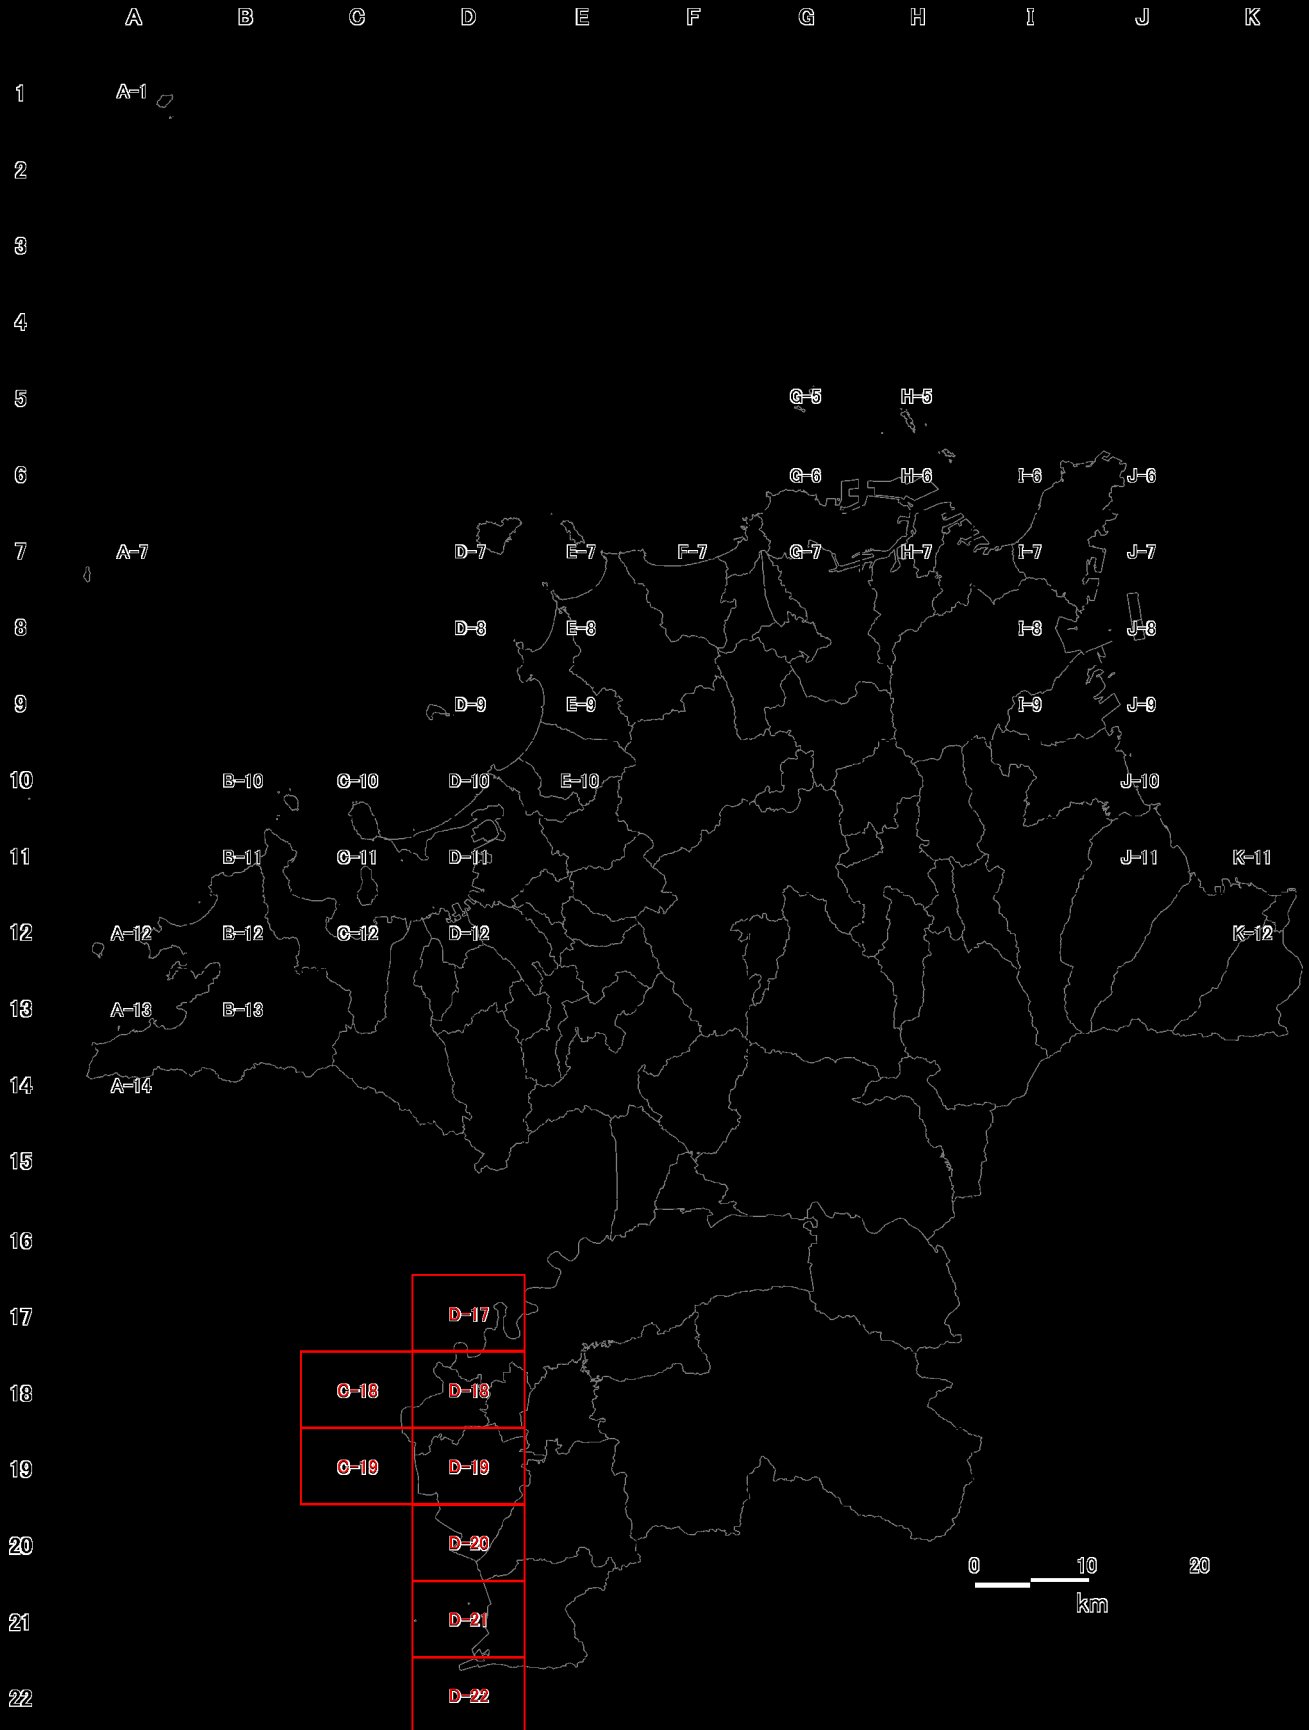 A B C D E F G H I J K
1 A-1
2
3
4
5 G-5 H-5
6 G-6 H-6 I-6 J-6
7 A-7 D-7 E-7 F-7 G-7 H-7 I-7 J-7
8 D-8 E-8 I-8 J-8
9 D-9 E-9 I-9 J-9
10 B-10 C-10 D-10 E-10 J-10
11 B-11 C-11 D-11 J-11 K-11
12 A-12 B-12 C-12 D-12 K-12
13 A-13 B-13
14 A-14
15
16
17 D-17
18 C-18 D-18
19 C-19 D-19
20 D-20
0 10 20
km
21 D-21
22 D-22